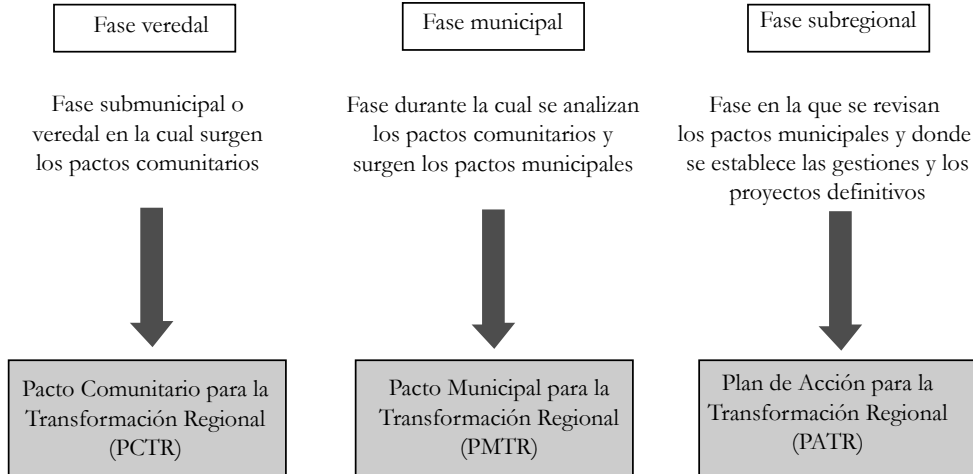 Fase veredal
Fase submunicipal o
veredal en la cual surgen
los pactos comunitarios
Pacto Comunitario para la
Transformación Regional
(PCTR)
Fase municipal
Fase durante la cual se analizan
los pactos comunitarios y
surgen los pactos municipales
Pacto Municipal para la
Transformación Regional
(PMTR)
Fase subregional
Fase en la que se revisan
los pactos municipales y donde
se establece las gestiones y los
proyectos definitivos
Plan de Acción para la
Transformación Regional
(PATR)